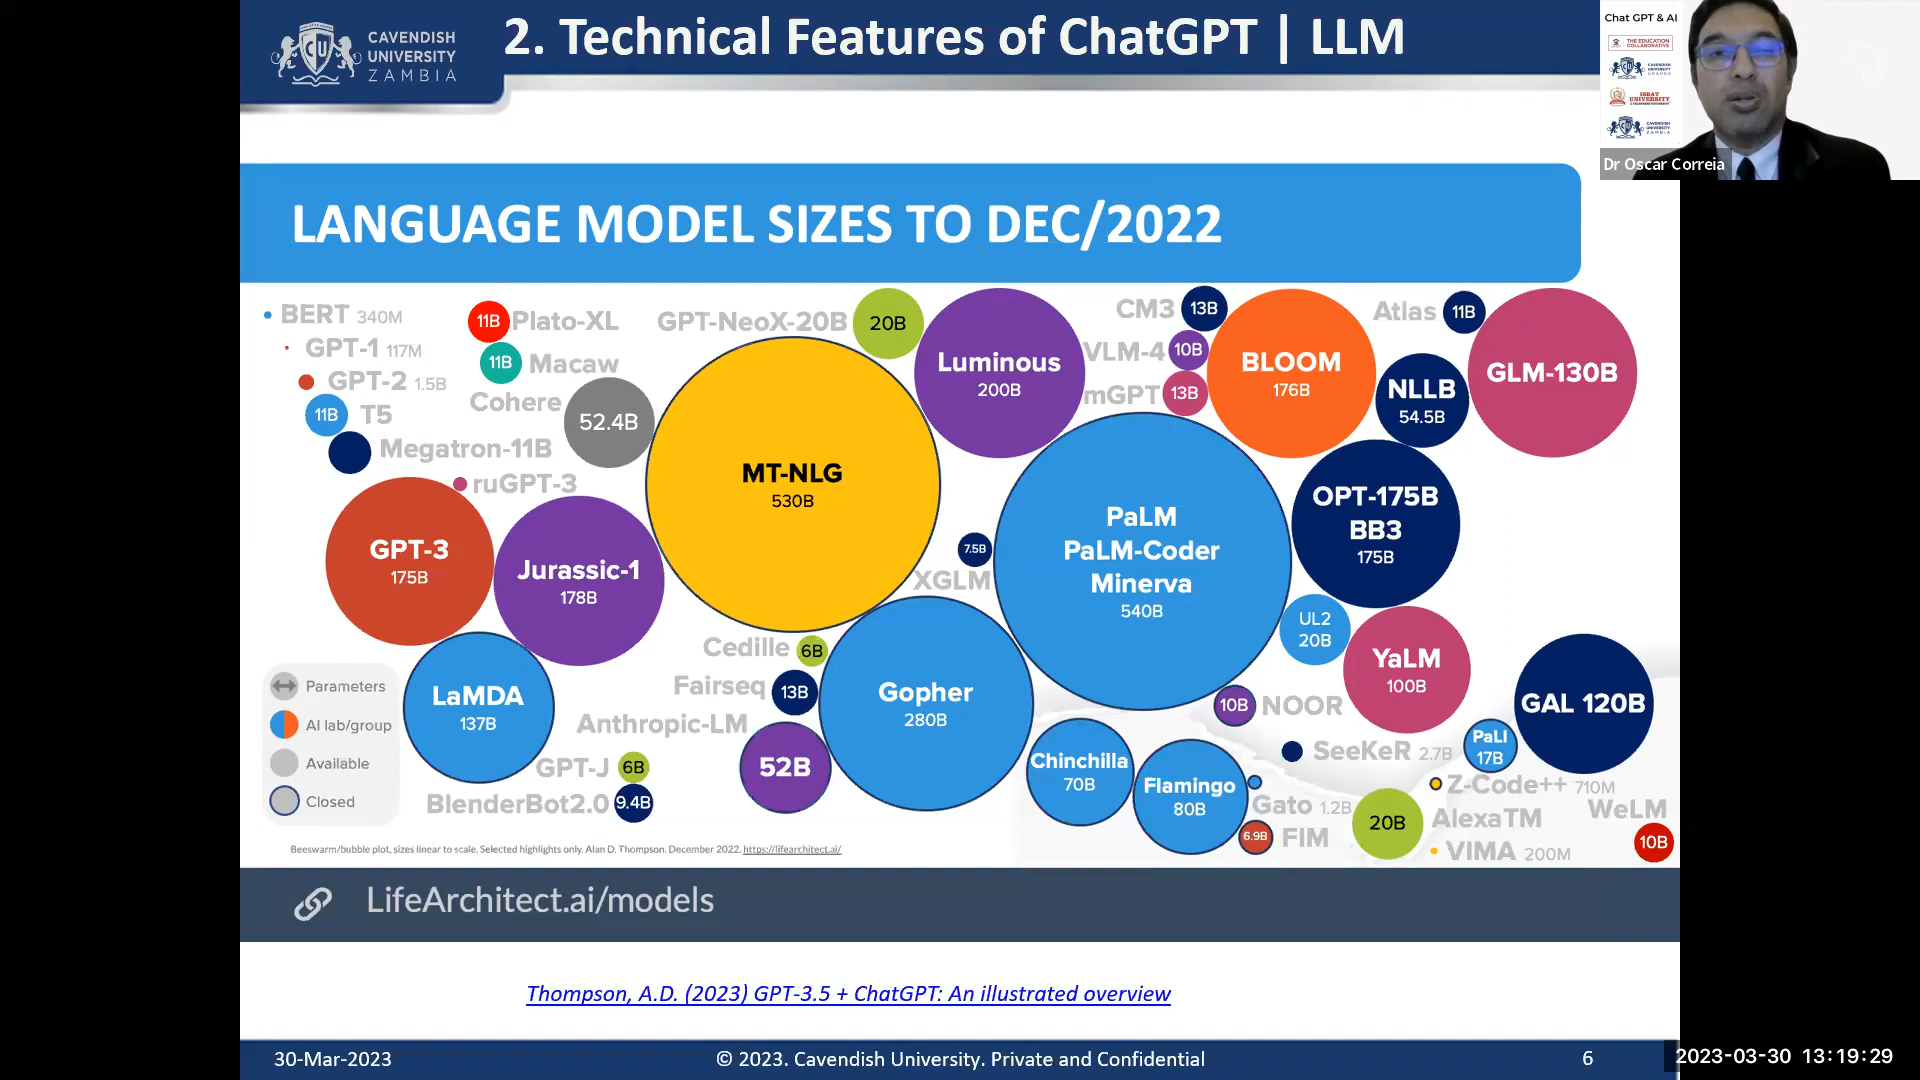 CAVENDISH
UNIVERSITY
ZAMBIA
CU
2. Technical Features of ChatGPT | LLM
Chat GPT & AI
THE EDUCATION
COLLABORATIVE
CAVENDISH
UNIVERSITY
ISBAT
UNIVERSITY
CAVENDISH
UNIVERSITY
ZAMBIA
Dr Oscar Correia
LANGUAGE MODEL SIZES TO DEC/2022
BERT 340M
GPT-1 117M
GPT-2 1.5B
11B T5
Megatron-11B
ruGPT-3
11B Plato-XL
11B Macaw
Cohere
52.4B
GPT-NeoX-20B 20B
GPT-3
175B
Jurassic-1
178B
MT-NLG
530B
Luminous
200B
CM3 13B
VLM-4 10B
mGPT 13B
BLOOM
176B
Atlas 11B
NLLB
54.5B
GLM-130B
7.5B
XGLM
PaLM
PaLM-Coder
Minerva
540B
OPT-175B
BB3
175B
UL2
20B
YaLM
100B
GAL 120B
LaMDA
137B
Cedille 6B
Fairseq 13B
Anthropic-LM
52B
GPT-J 6B
BlenderBot2.0 9.4B
Gopher
280B
Chinchilla
70B
Flamingo
80B
10B NOOR
SeeKeR 2.7B
PaLI
17B
Gato 1.2B
6.9B FIM
Z-Code++ 710M
20B AlexaTM
VIMA 200M
WeLM
10B
Parameters
AI lab/group
Available
Closed
Beeswarm/bubble plot, sizes linear to scale. Selected highlights only. Alan D. Thompson. December 2022. https://lifearchitect.ai/
LifeArchitect.ai/models
Thompson, A.D. (2023) GPT-3.5 + ChatGPT: An illustrated overview
30-Mar-2023
© 2023. Cavendish University. Private and Confidential
6
2023-03-30 13:19:29